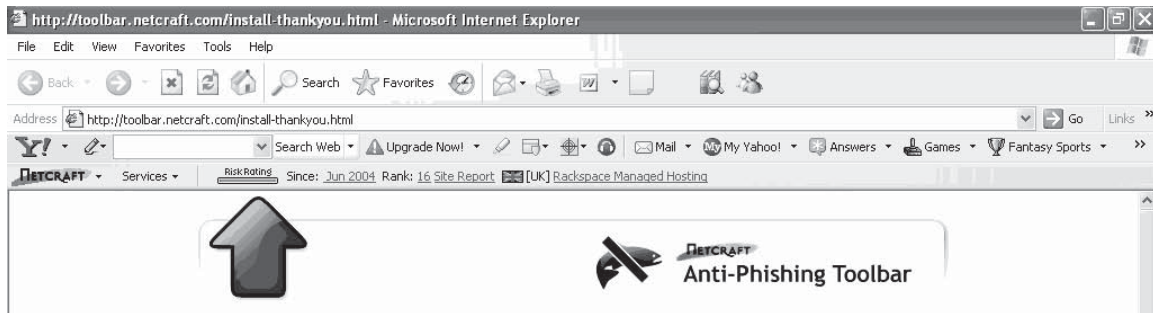 http://toolbar.netcraft.com/install-thankyou.html - Microsoft Internet Explorer
File Edit View Favorites Tools Help
Back Search Favorites
Address http://toolbar.netcraft.com/install-thankyou.html Go Links »
Y! Search Web Upgrade Now! Mail My Yahoo! Answers Games Fantasy Sports »
NETCRAFT Services RiskRating Since: Jun 2004 Rank: 16 Site Report [UK] Rackspace Managed Hosting
NETCRAFT
Anti-Phishing Toolbar